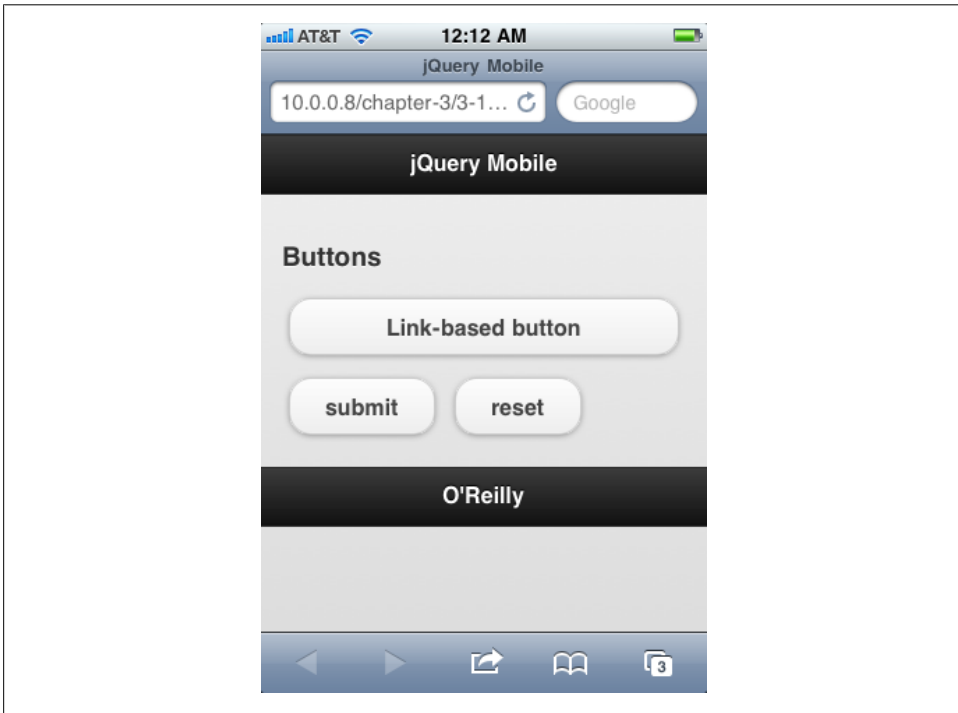 AT&T 12:12 AM
jQuery Mobile
10.0.0.8/chapter-3/3-1... Google
jQuery Mobile
Buttons
Link-based button
submit reset
O'Reilly
3